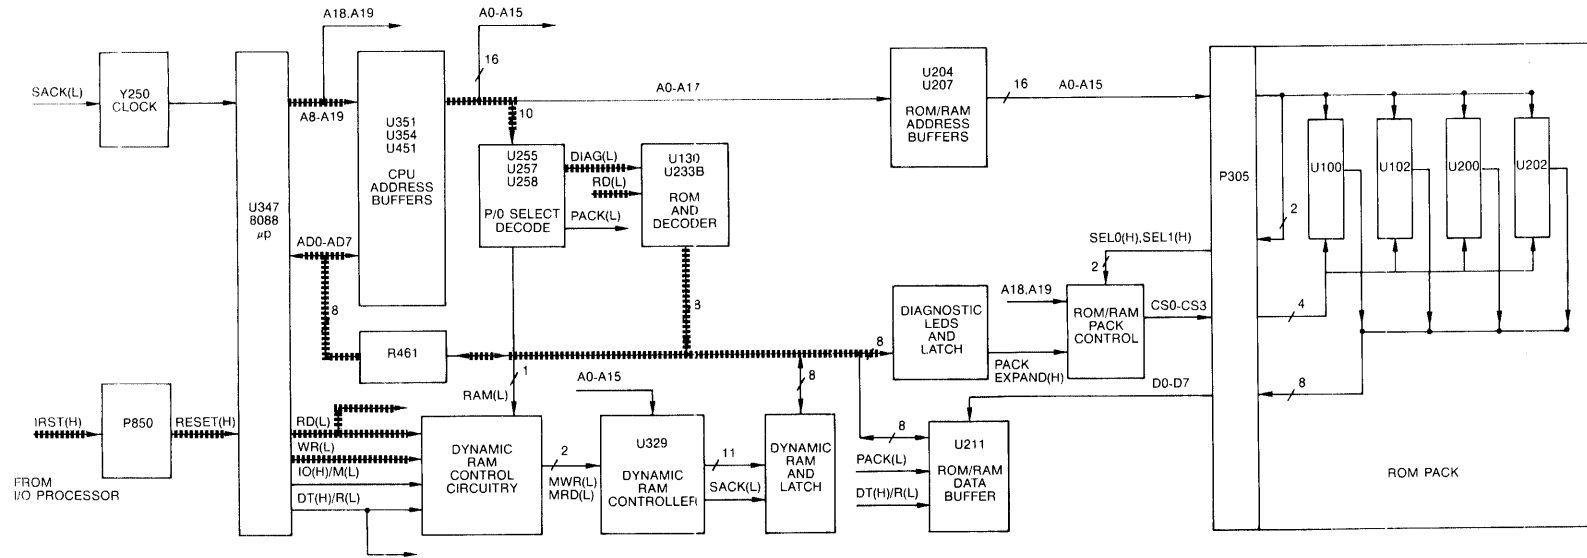 A18,A19
A0-A15
SACK(L)
Y250
CLOCK
16
A8-A19
U351
U354
U451
CPU
ADDRESS
BUFFERS
10
A0-A17
U204
U207
ROM/RAM
ADDRESS
BUFFERS
16
A0-A15
U255
U257
U258
P/0 SELECT
DECODE
DIAG(L)
RD(L)
PACK(L)
U130
U233B
ROM
AND
DECODER
U347
8088
µp
AD0-AD7
8
R461
8
P305
U100
U102
U200
U202
2
SEL0(H),SEL1(H)
2
A18,A19
DIAGNOSTIC
LEDS
AND
LATCH
ROM/RAM
PACK
CONTROL
CS0-CS3
4
8
PACK
EXPAND(H)
D0-D7
8
1
RAM(L)
A0-A15
8
IRST(H)
P850
RESET(H)
RD(L)
WR(L)
IO(H)/M(L)
DT(H)/R(L)
FROM
I/O PROCESSOR
DYNAMIC
RAM
CONTROL
CIRCUITRY
2
MWR(L)
MRD(L)
U329
DYNAMIC
RAM
CONTROLLER
11
SACK(L)
DYNAMIC
RAM
AND
LATCH
8
PACK(L)
DT(H)/R(L)
U211
ROM/RAM
DATA
BUFFER
ROM PACK